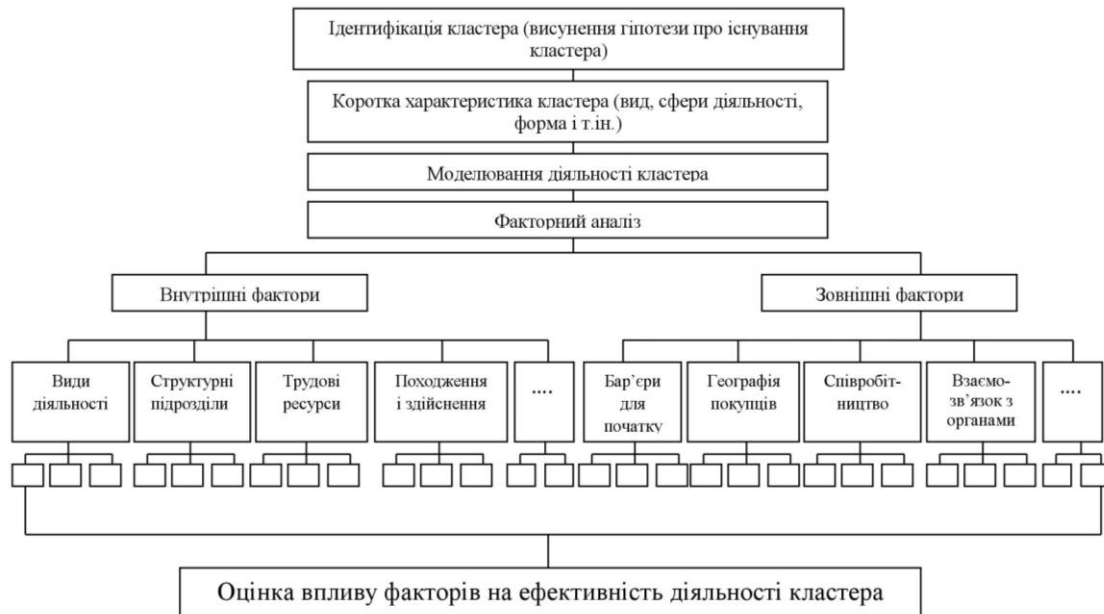 Ідентифікація кластера (висунення гіпотези про існування
кластера)
Коротка характеристика кластера (вид, сфери діяльності,
форма і т.ін.)
Моделювання діяльності кластера
Факторний аналіз
Внутрішні фактори
Зовнішні фактори
Види
діяльності
Структурні
підрозділи
Трудові
ресурси
Походження
і здійснення
....
Бар’єри
для
початку
Географія
покупців
Співробіт-
ництво
Взаємо-
зв’язок з
органами
....
Оцінка впливу факторів на ефективність діяльності кластера